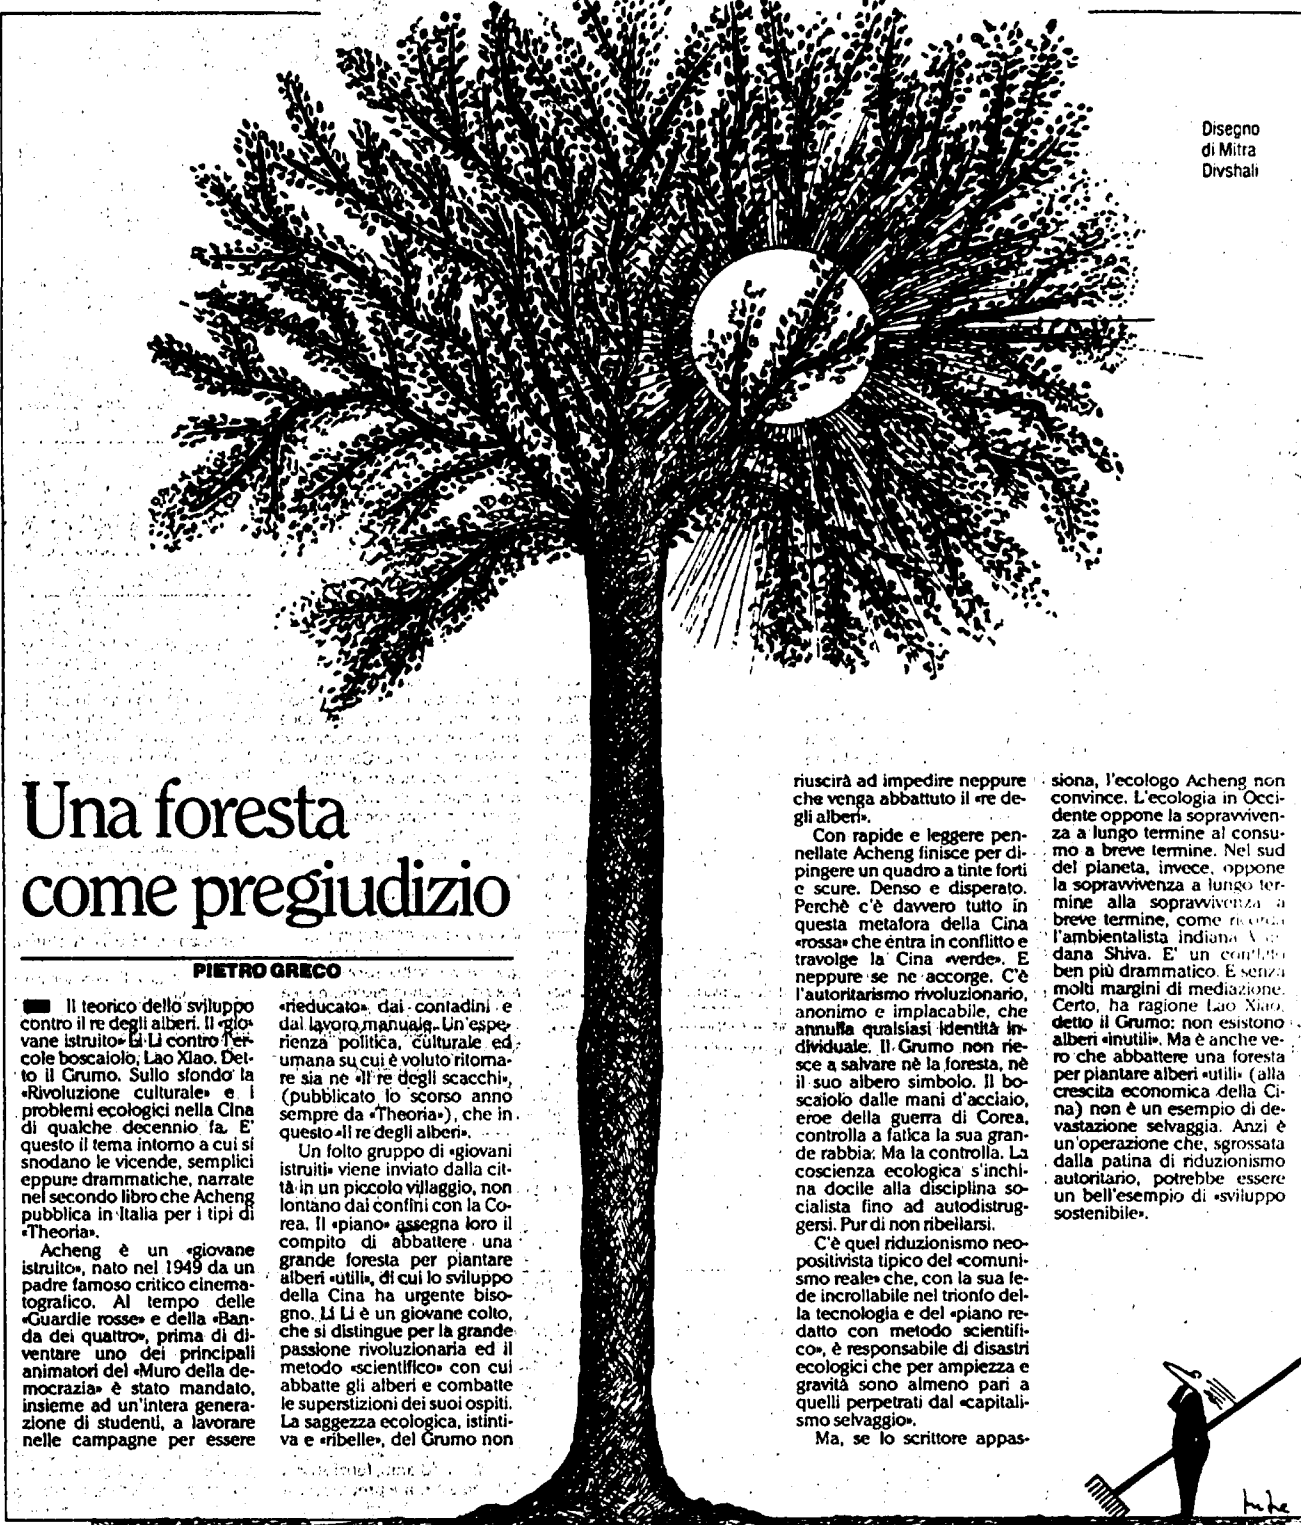 Disegno
di Mitra
Divshali
Una foresta
come pregiudizio
PIETRO GRECO
Il teorico dello sviluppo
contro il re degli alberi. Il «gio-
vane istruito» Li Li contro l'er-
cole boscaiolo, Lao Xiao. Det-
to il Grumo. Sullo sfondo la
«Rivoluzione culturale» e i
problemi ecologici nella Cina
di qualche decennio fa. E'
questo il tema intorno a cui si
snodano le vicende, semplici
eppure drammatiche, narrate
nel secondo libro che Acheng
pubblica in Italia per i tipi di
«Theoria».
Acheng è un «giovane
istruito», nato nel 1949 da un
padre famoso critico cinema-
tografico. Al tempo delle
«Guardie rosse» e della «Ban-
da dei quattro», prima di di-
ventare uno dei principali
animatori del «Muro della de-
mocrazia» è stato mandato,
insieme ad un'intera genera-
zione di studenti, a lavorare
nelle campagne per essere
«rieducato» dai contadini e
dal lavoro manuale. Un'espe-
rienza politica, culturale ed
umana su cui è voluto ritorna-
re sia ne «Il re degli scacchi»,
(pubblicato lo scorso anno
sempre da «Theoria»), che in
questo «Il re degli alberi».
Un folto gruppo di «giovani
istruiti» viene inviato dalla cit-
tà in un piccolo villaggio, non
lontano dai confini con la Co-
rea. Il «piano» assegna loro il
compito di abbattere una
grande foresta per piantare
alberi «utili», di cui lo sviluppo
della Cina ha urgente biso-
gno. Li Li è un giovane colto,
che si distingue per la grande
passione rivoluzionaria ed il
metodo «scientifico» con cui
abbatte gli alberi e combatte
le superstizioni dei suoi ospiti.
La saggezza ecologica, istinti-
va e «ribelle», del Grumo non
riuscirà ad impedire neppure
che venga abbattuto il «re de-
gli alberi».
Con rapide e leggere pen-
nellate Acheng finisce per di-
pingere un quadro a tinte forti
e scure. Denso e disperato.
Perchè c'è davvero tutto in
questa metafora della Cina
«rossa» che entra in conflitto e
travolge la Cina «verde». E
neppure se ne accorge. C'è
l'autoritarismo rivoluzionario,
anonimo e implacabile, che
annulla qualsiasi identità in-
dividuale. Il Grumo non rie-
sce a salvare nè la foresta, nè
il suo albero simbolo. Il bo-
scaiolo dalle mani d'acciaio,
eroe della guerra di Corea,
controlla a fatica la sua gran-
de rabbia. Ma la controlla. La
coscienza ecologica s'inchi-
na docile alla disciplina so-
cialista fino ad autodistrug-
gersi. Pur di non ribellarsi.
C'è quel riduzionismo neo-
positivista tipico del «comuni-
smo reale» che, con la sua fe-
de incrollabile nel trionfo del-
la tecnologia e del «piano re-
datto con metodo scientifi-
co», è responsabile di disastri
ecologici che per ampiezza e
gravità sono almeno pari a
quelli perpetrati dal «capitali-
smo selvaggio».
Ma, se lo scrittore appas-
siona, l'ecologo Acheng non
convince. L'ecologia in Occi-
dente oppone la sopravviven-
za a lungo termine al consu-
mo a breve termine. Nel sud
del pianeta, invece, oppone
la sopravvivenza a lungo ter-
mine alla sopravvivenza a
breve termine, come ricorda
l'ambientalista indiana
dana Shiva. E' un conflitto
ben più drammatico. E senza
molti margini di mediazione.
Certo, ha ragione Lao Xiao,
detto il Grumo: non esistono
alberi «inutili». Ma è anche ve-
ro che abbattere una foresta
per piantare alberi «utili» (alla
crescita economica della Ci-
na) non è un esempio di de-
vastazione selvaggia. Anzi è
un'operazione che, sgrossata
dalla patina di riduzionismo
autoritario, potrebbe essere
un bell'esempio di «sviluppo
sostenibile».